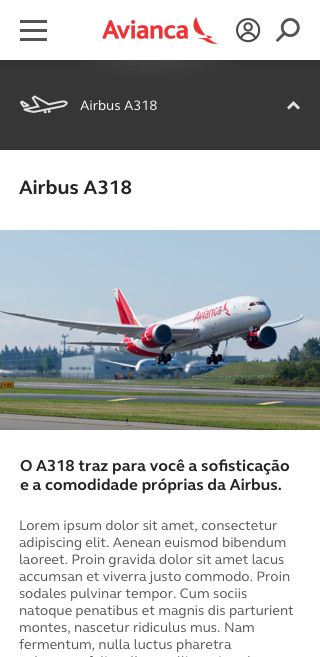 Avianca
Airbus A318
Airbus A318
Avianca
O A318 traz para você a sofisticação
e a comodidade próprias da Airbus.
Lorem ipsum dolor sit amet, consectetur
adipiscing elit. Aenean euismod bibendum
laoreet. Proin gravida dolor sit amet lacus
accumsan et viverra justo commodo. Proin
sodales pulvinar tempor. Cum sociis
natoque penatibus et magnis dis parturient
montes, nascetur ridiculus mus. Nam
fermentum, nulla luctus pharetra